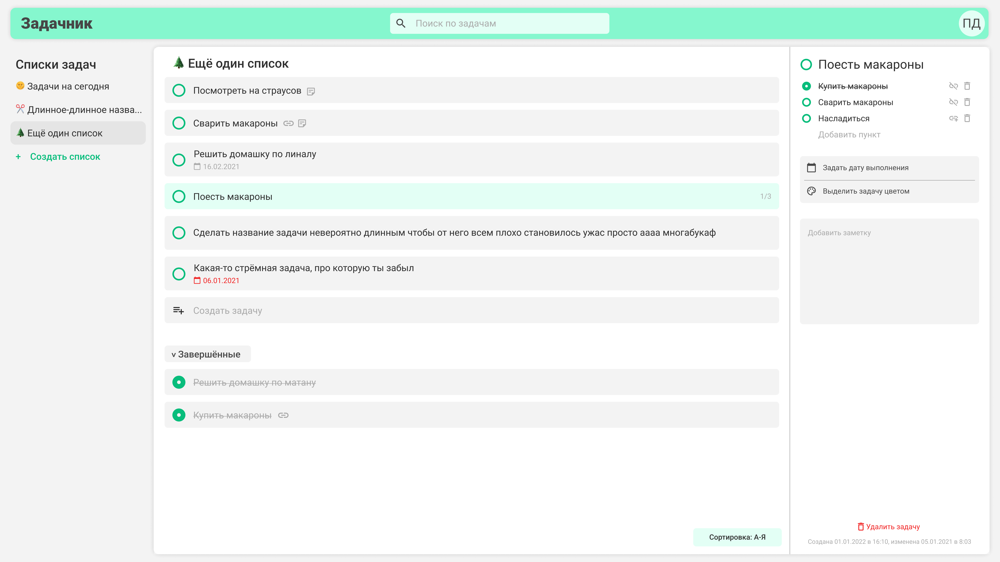 Задачник
Поиск по задачам
ПД
Списки задач
Задачи на сегодня
Длинное-длинное назва...
Ещё один список
+ Создать список
Ещё один список
Посмотреть на страусов
Сварить макароны
Решить домашку по линалу
16.02.2021
Поесть макароны 1/3
Сделать название задачи невероятно длинным чтобы от него всем плохо становилось ужас просто аааа многабукаф
Какая-то стрёмная задача, про которую ты забыл
06.01.2021
Создать задачу
v Завершённые
Решить домашку по матану
Купить макароны
Сортировка: А-Я
Поесть макароны
Купить макароны
Сварить макароны
Насладиться
Добавить пункт
Задать дату выполнения
Выделить задачу цветом
Добавить заметку
Удалить задачу
Создана 01.01.2022 в 16:10, изменена 05.01.2021 в 8:03